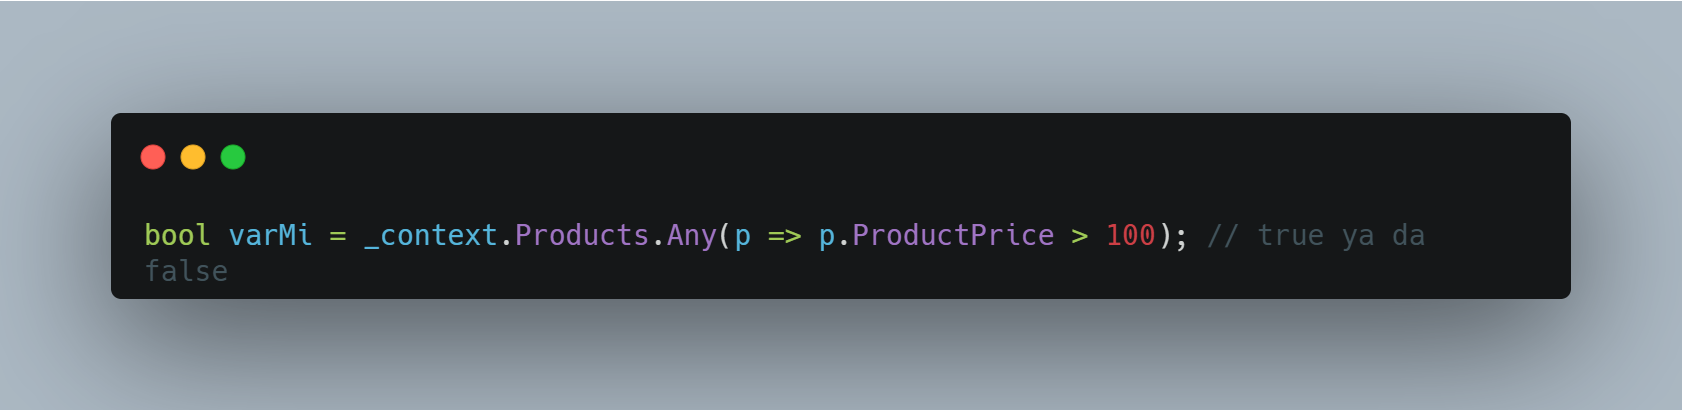 bool varMi = _context.Products.Any(p => p.ProductPrice > 100); // true ya da
false